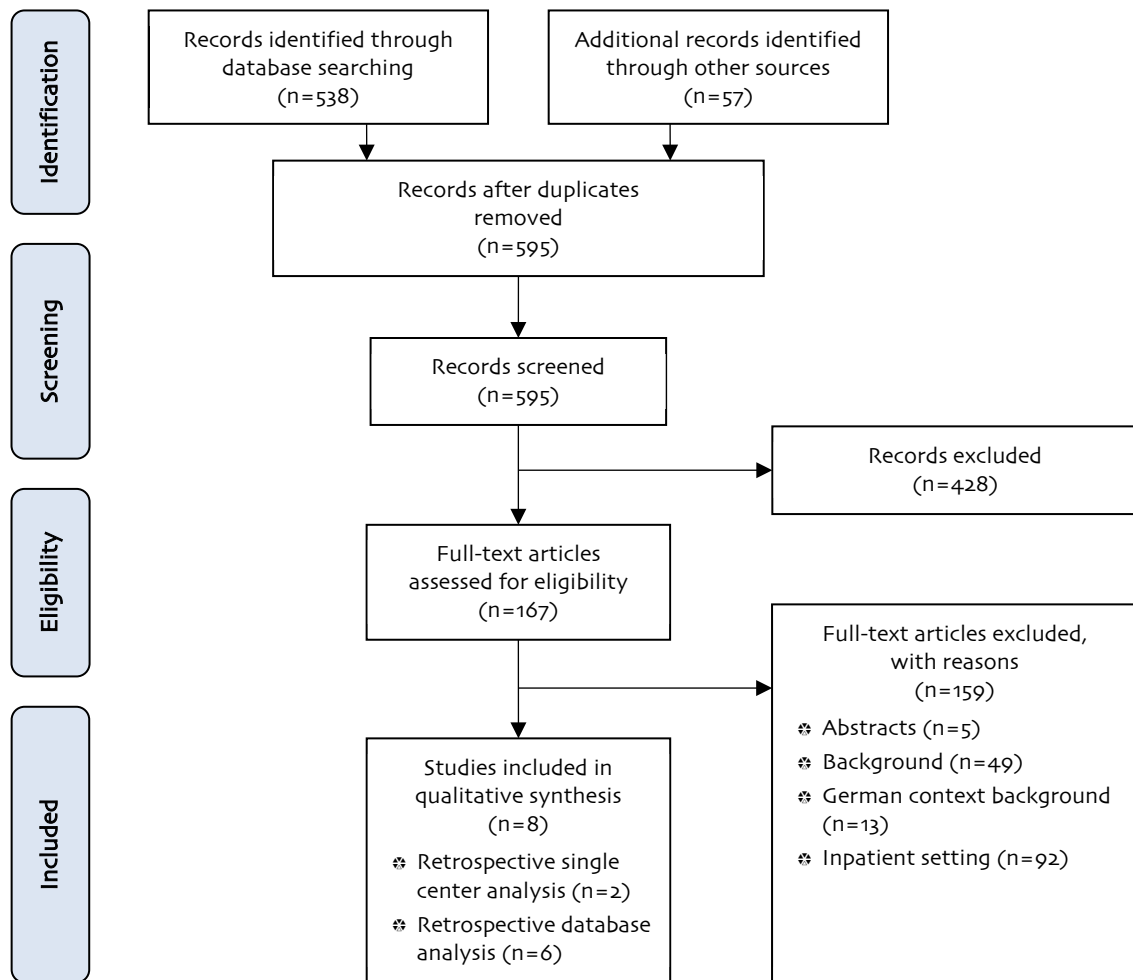 Identification
Records identified through
database searching
(n=538)
Additional records identified
through other sources
(n=57)
Records after duplicates
removed
(n=595)
Screening
Records screened
(n=595)
Records excluded
(n=428)
Eligibility
Full-text articles
assessed for eligibility
(n=167)
Full-text articles excluded,
with reasons
(n=159)
Abstracts (n=5)
Background (n=49)
German context background
(n=13)
Inpatient setting (n=92)
Included
Studies included in
qualitative synthesis
(n=8)
Retrospective single
center analysis (n=2)
Retrospective database
analysis (n=6)